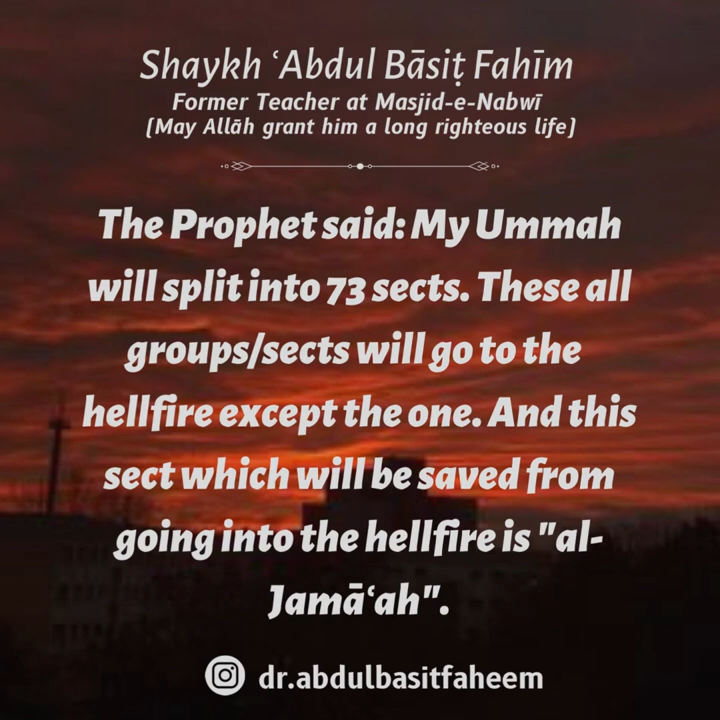 Shaykh ʿAbdul Bāsiṭ Fahīm
Former Teacher at Masjid-e-Nabwī
(May Allāh grant him a long righteous life)
The Prophet said: My Ummah
will split into 73 sects. These all
groups/sects will go to the
hellfire except the one. And this
sect which will be saved from
going into the hellfire is "al-
Jamāʿah".
dr.abdulbasitfaheem